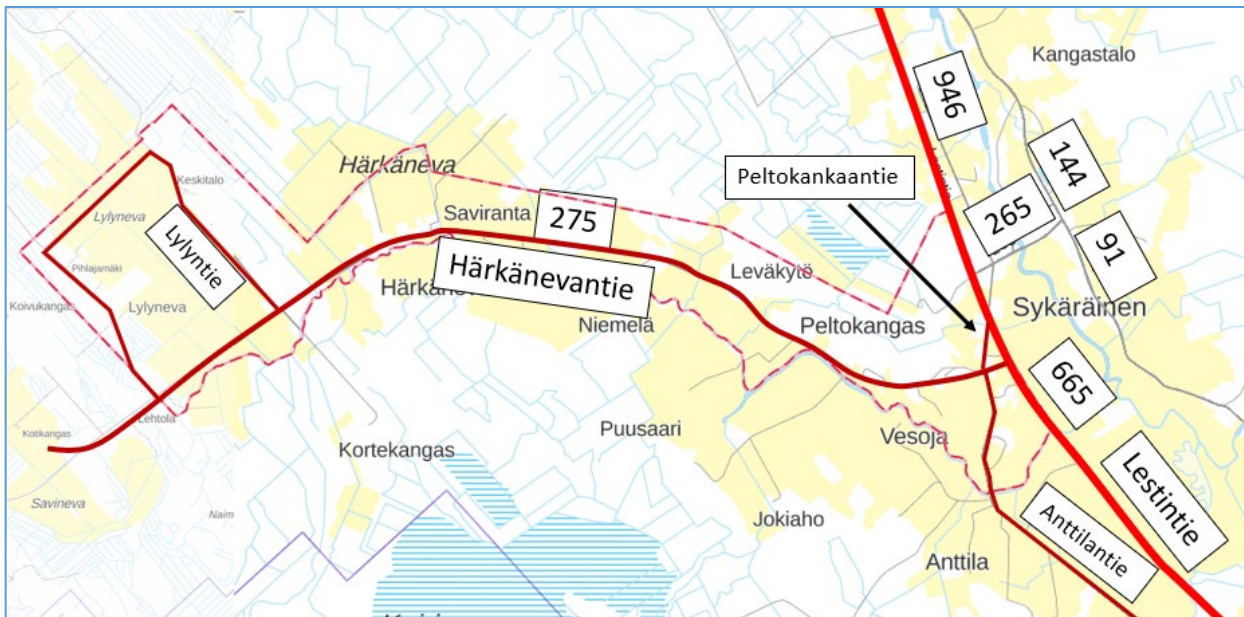 Kangastalo
946
144
Peltokankaantie
Keskitalo
Härkäneva
Saviranta
275
265
91
Lylyneva
Lylyntie
Pihlajamäki
Härkänevantie
Leväkytö
Koivukangas
Lylyneva
Niemelä
Peltokangas
Sykäräinen
665
Lehtola
Kotikangas
Puusaari
Vesoja
Kortekangas
Lestintie
Savineva
Naim
Jokiaho
Anttila
Anttilantie